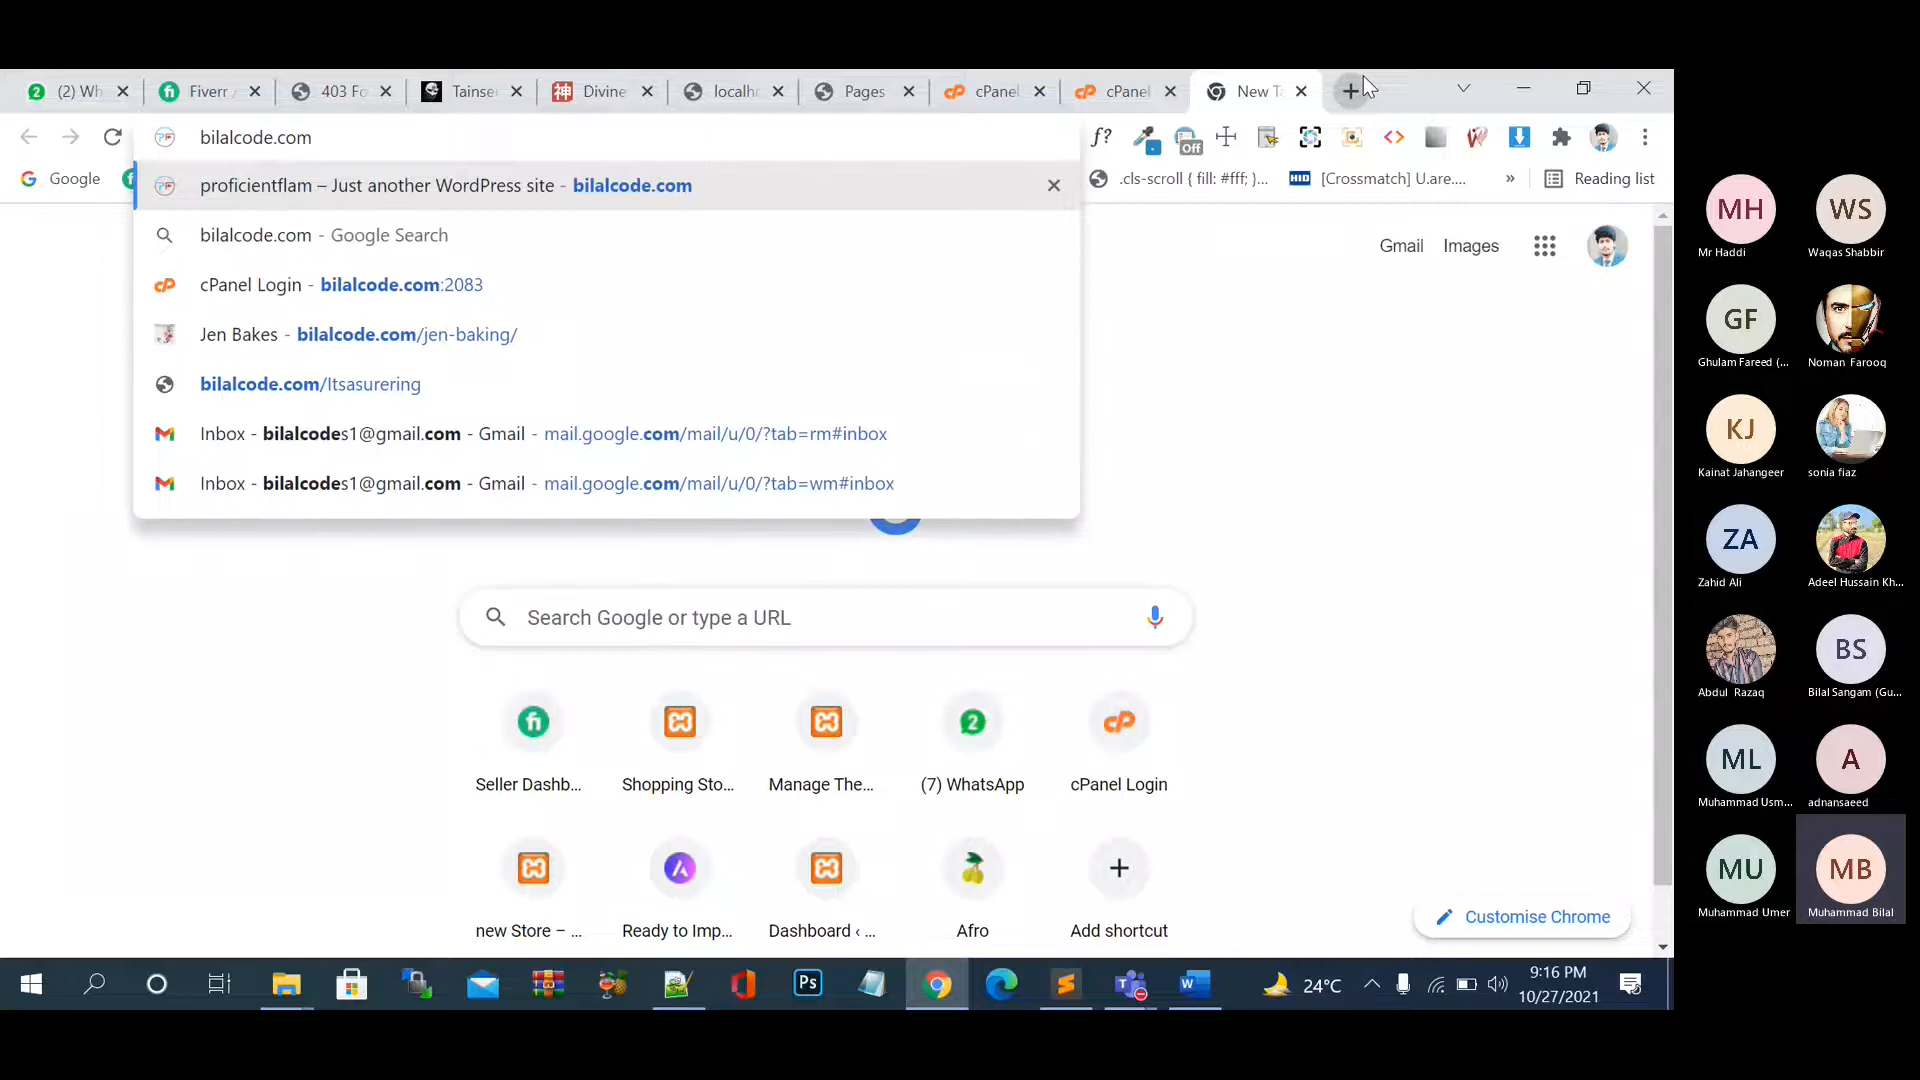 (2) Wh
Fiverr
403 Fo
Tainse
Divine
localh
Pages
cPanel
cPanel
New Ta
bilalcode.com
f?
Off
Google
.cls-scroll { fill: #fff; }...
HID
[Crossmatch] U.are....
»
Reading list
proficientflam – Just another WordPress site - bilalcode.com
bilalcode.com - Google Search
cPanel Login - bilalcode.com:2083
Jen Bakes - bilalcode.com/jen-baking/
bilalcode.com/Itsasurering
Inbox - bilalcodes1@gmail.com - Gmail - mail.google.com/mail/u/0/?tab=rm#inbox
Inbox - bilalcodes1@gmail.com - Gmail - mail.google.com/mail/u/0/?tab=wm#inbox
Gmail
Images
Search Google or type a URL
Seller Dashb...
Shopping Sto...
Manage The...
(7) WhatsApp
cPanel Login
new Store – ...
Ready to Imp...
Dashboard ‹ ...
Afro
Add shortcut
Customise Chrome
24°C
9:16 PM
10/27/2021
MH
Mr Haddi
WS
Waqas Shabbir
GF
Ghulam Fareed (...
Noman Farooq
KJ
Kainat Jahangeer
sonia fiaz
ZA
Zahid Ali
Adeel Hussain Kh...
Abdul Razaq
BS
Bilal Sangam (Gu...
ML
Muhammad Usm...
A
adnansaeed
MU
Muhammad Umer
MB
Muhammad Bilal